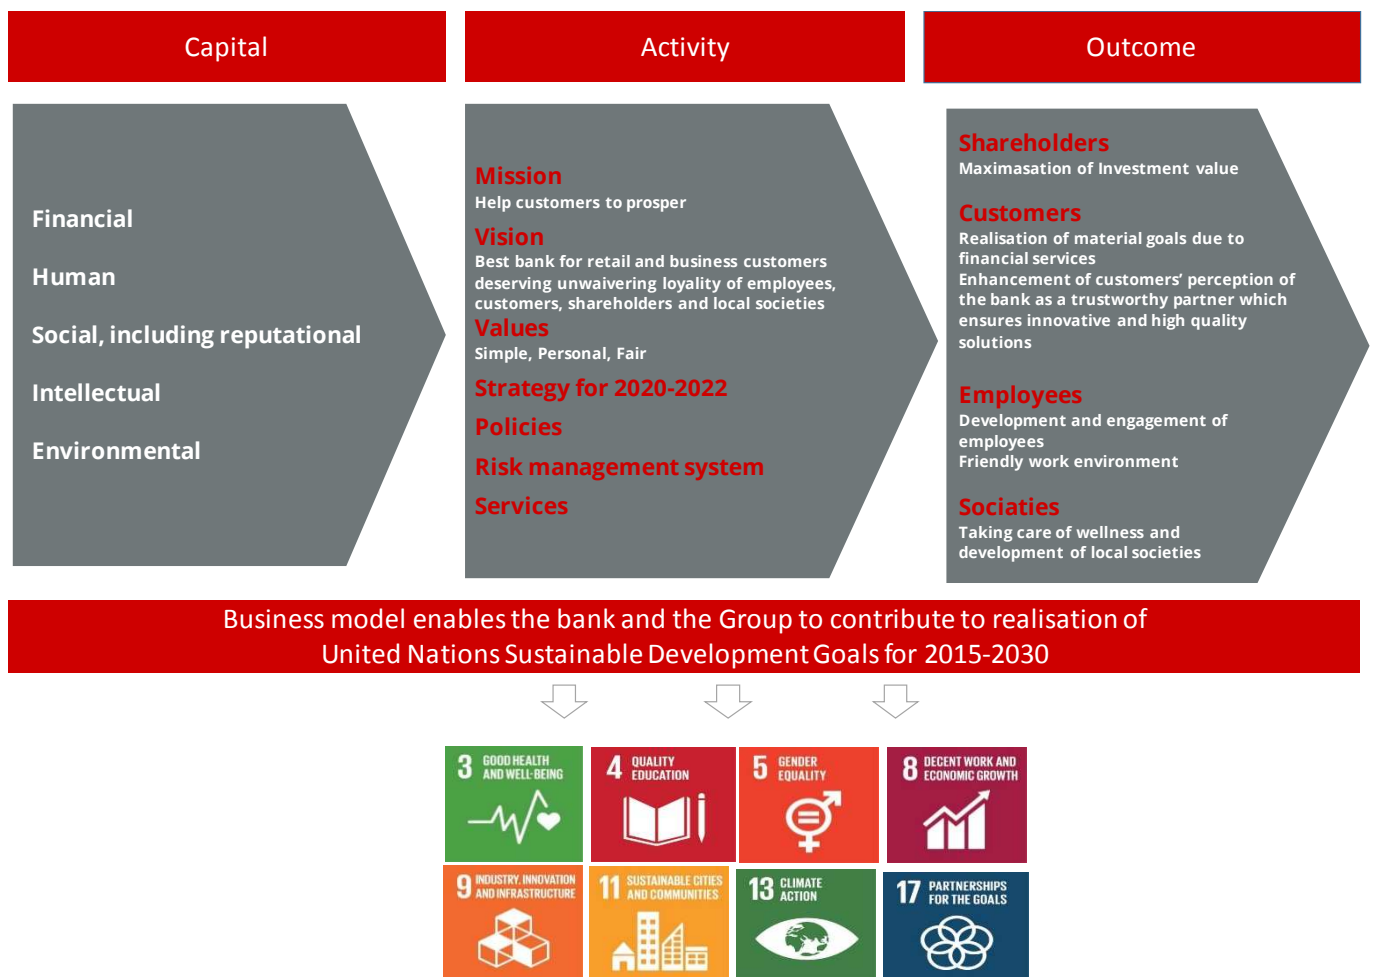 Capital
Activity
Outcome
Financial
Human
Social, including reputational
Intellectual
Environmental
Mission
Help customers to prosper
Vision
Best bank for retail and business customers
deserving unwaivering loyality of employees,
customers, shareholders and local societies
Values
Simple, Personal, Fair
Strategy for 2020-2022
Policies
Risk management system
Services
Shareholders
Maximasation of Investment value
Customers
Realisation of material goals due to
financial services
Enhancement of customers’ perception of
the bank as a trustworthy partner which
ensures innovative and high quality
solutions
Employees
Development and engagement of
employees
Friendly work environment
Sociaties
Taking care of wellness and
development of local societies
Business model enables the bank and the Group to contribute to realisation of
United Nations Sustainable Development Goals for 2015-2030
3 GOOD HEALTH
AND WELL-BEING
4 QUALITY
EDUCATION
5 GENDER
EQUALITY
8 DECENT WORK AND
ECONOMIC GROWTH
9 INDUSTRY, INNOVATION
AND INFRASTRUCTURE
11 SUSTAINABLE CITIES
AND COMMUNITIES
13 CLIMATE
ACTION
17 PARTNERSHIPS
FOR THE GOALS